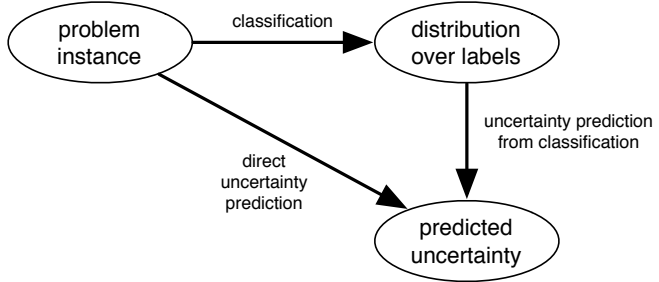 problem
instance
classification
distribution
over labels
uncertainty prediction
from classification
direct
uncertainty
prediction
predicted
uncertainty